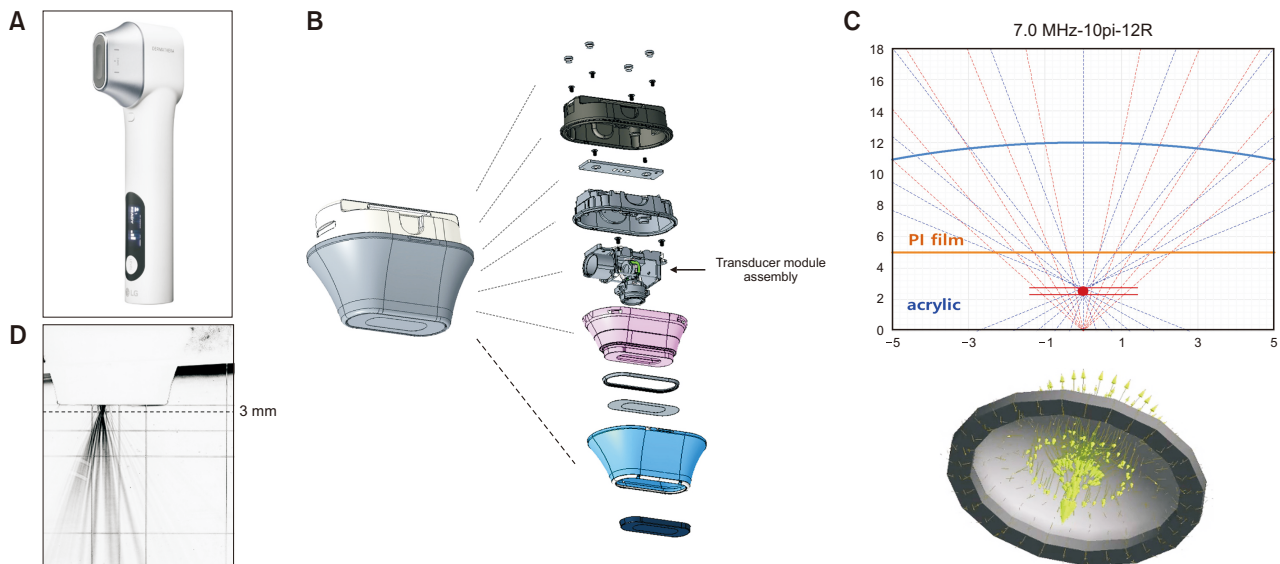 A
LG
B
Transducer module
assembly
C
7.0 MHz-10pi-12R
18
16
14
12
10
8
6
4
2
0
PI film
acrylic
−5
−3
−1
1
3
5
D
3 mm